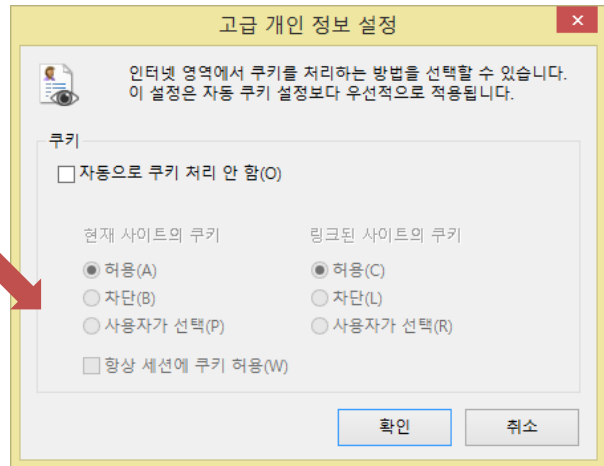 고급 개인 정보 설정
인터넷 영역에서 쿠키를 처리하는 방법을 선택할 수 있습니다.
이 설정은 자동 쿠키 설정보다 우선적으로 적용됩니다.
쿠키
자동으로 쿠키 처리 안 함(O)
현재 사이트의 쿠키 링크된 사이트의 쿠키
허용(A) 허용(C)
차단(B) 차단(L)
사용자가 선택(P) 사용자가 선택(R)
항상 세션에 쿠키 허용(W)
확인 취소